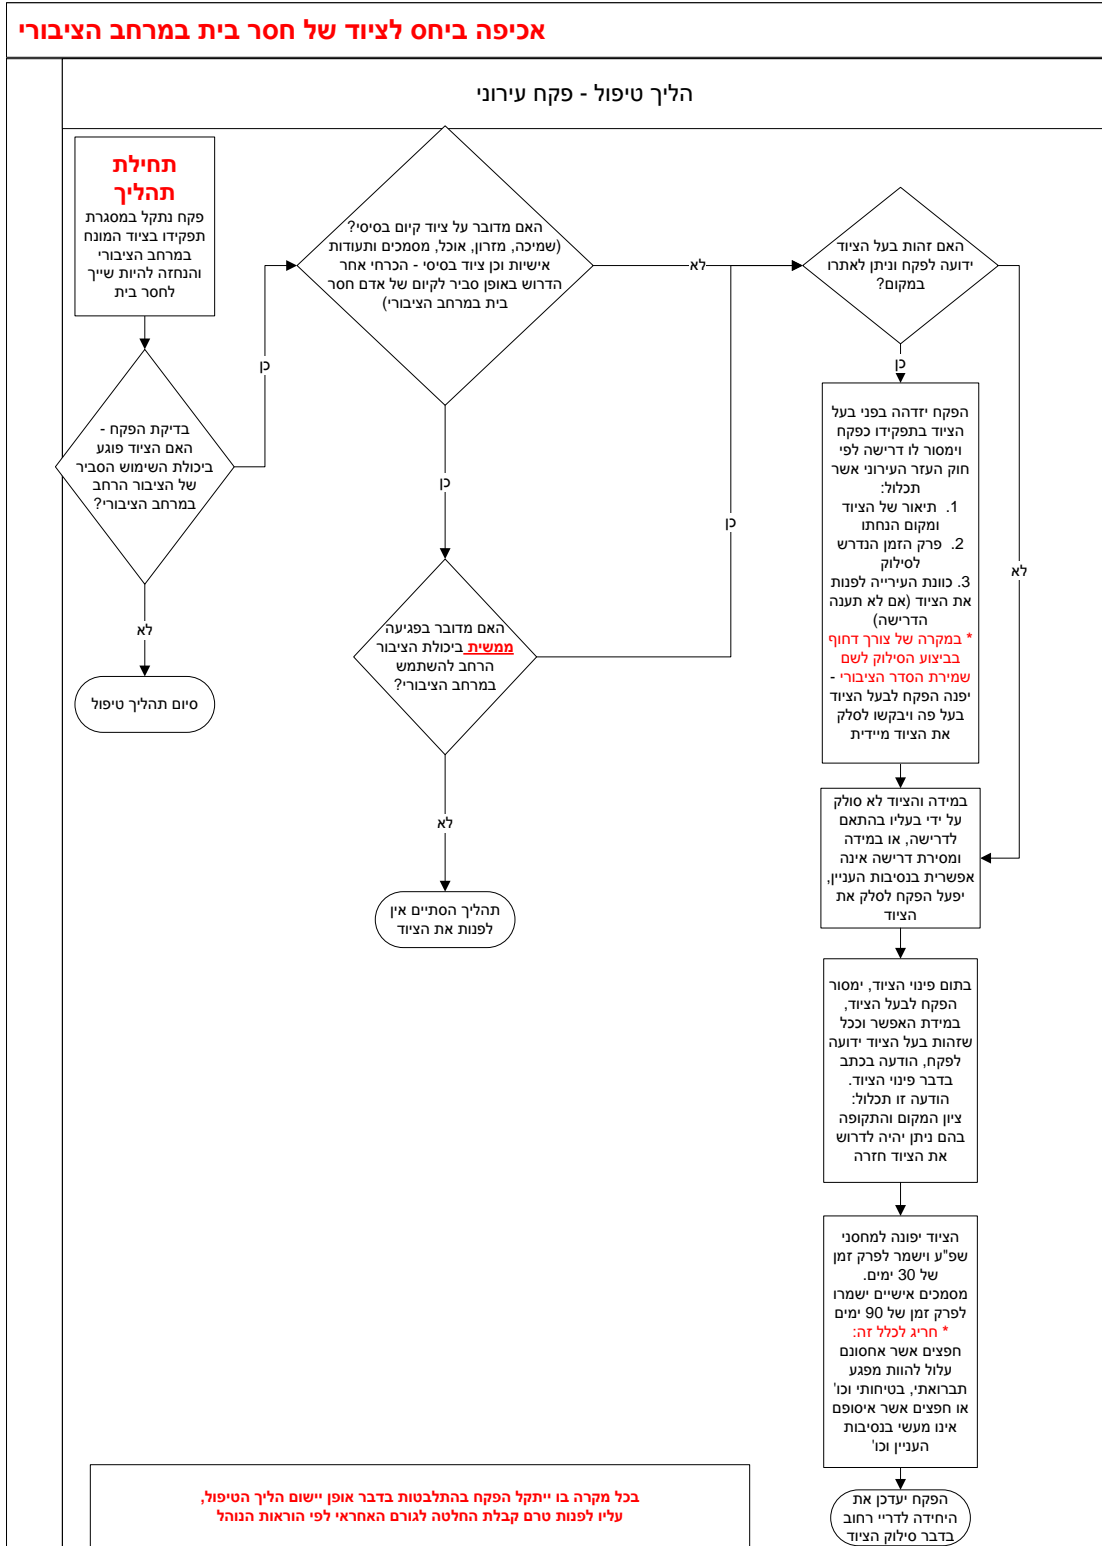 אכיפה ביחס לציוד של חסר בית במרחב הציבורי
הליך טיפול - פקח עירוני
תחילת
תהליך
פקח נתקל במסגרת
תפקידו בציוד המונח
במרחב הציבורי
והנחזה להיות שייך
לחסר בית
בדיקת הפקח -
האם הציוד פוגע
ביכולת השימוש הסביר
של הציבור הרחב
במרחב הציבורי?
כן
לא
סיום תהליך טיפול
האם מדובר על ציוד קיום בסיסי?
(שמיכה, מזרון, אוכל, מסמכים ותעודות
אישיות וכן ציוד בסיסי - הכרחי אחר
הדרוש באופן סביר לקיום של אדם חסר
בית במרחב הציבורי)
לא
כן
האם מדובר בפגיעה
ממשית ביכולת הציבור
הרחב להשתמש
במרחב הציבורי?
כן
לא
תהליך הסתיים אין
לפנות את הציוד
האם זהות בעל הציוד
ידועה לפקח וניתן לאתרו
במקום?
כן
לא
הפקח יזדהה בפני בעל
הציוד בתפקידו כפקח
וימסור לו דרישה לפי
חוק העזר העירוני אשר
תכלול:
1. תיאור של הציוד
ומקום הנחתו
2. פרק הזמן הנדרש
לסילוק
3. כוונת העירייה לפנות
את הציוד (אם לא תענה
הדרישה)
* במקרה של צורך דחוף
בביצוע הסילוק לשם
שמירת הסדר הציבורי -
יפנה הפקח לבעל הציוד
בעל פה ויבקשו לסלק
את הציוד מיידית
במידה והציוד לא סולק
על ידי בעליו בהתאם
לדרישה, או במידה
ומסירת דרישה אינה
אפשרית בנסיבות העניין,
יפעל הפקח לסלק את
הציוד
בתום פינוי הציוד, ימסור
הפקח לבעל הציוד,
במידת האפשר וככל
שזהות בעל הציוד ידועה
לפקח, הודעה בכתב
בדבר פינוי הציוד.
הודעה זו תכלול:
ציון המקום והתקופה
בהם ניתן יהיה לדרוש
את הציוד חזרה
הציוד יפונה למחסני
שפ"ע וישמר לפרק זמן
של 30 ימים.
מסמכים אישיים ישמרו
לפרק זמן של 90 ימים
* חריג לכלל זה:
חפצים אשר אחסונם
עלול להוות מפגע
תברואתי, בטיחותי וכו'
או חפצים אשר איסופם
אינו מעשי בנסיבות
העניין וכו'
הפקח יעדכן את
היחידה לדריי רחוב
בדבר סילוק הציוד
בכל מקרה בו ייתקל הפקח בהתלבטות בדבר אופן יישום הליך הטיפול,
עליו לפנות טרם קבלת החלטה לגורם האחראי לפי הוראות הנוהל